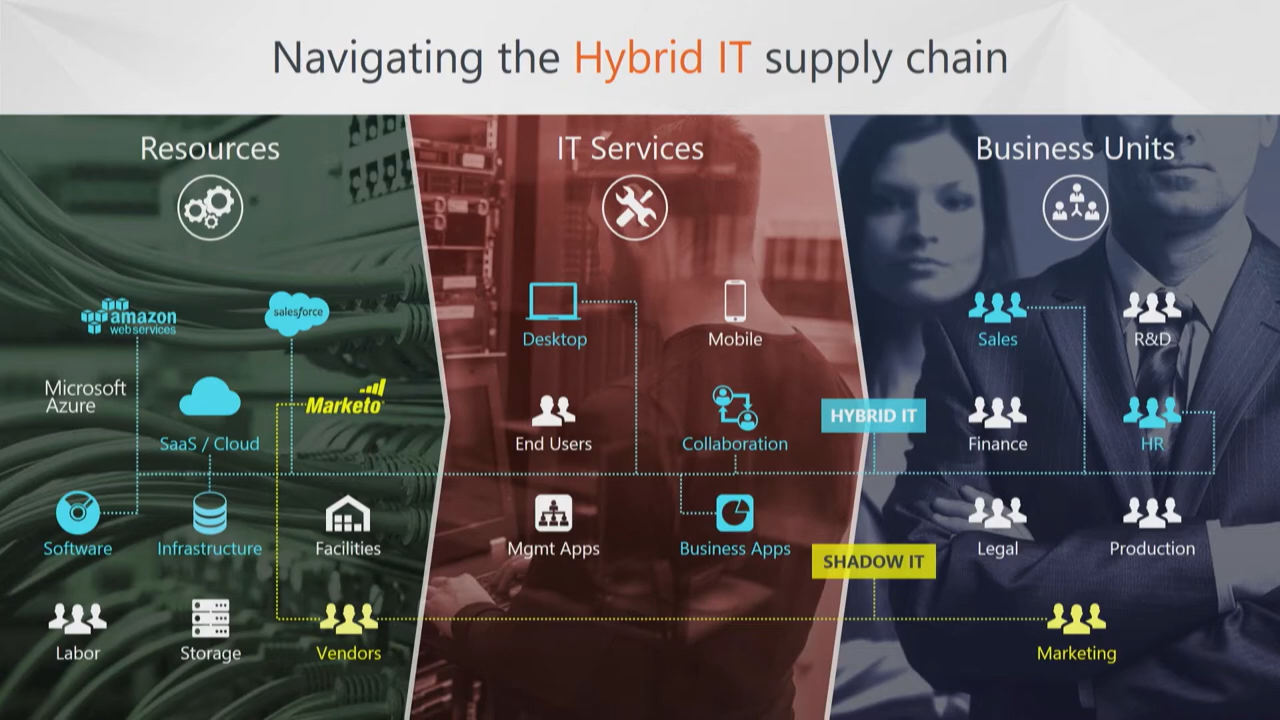 Navigating the Hybrid IT supply chain
Resources
amazon
webservices
salesforce
Microsoft
Azure
SaaS / Cloud
Marketo
Software
Infrastructure
Facilities
Labor
Storage
Vendors
IT Services
Desktop
Mobile
End Users
Collaboration
Mgmt Apps
Business Apps
HYBRID IT
SHADOW IT
Business Units
Sales
R&D
Finance
HR
Legal
Production
Marketing